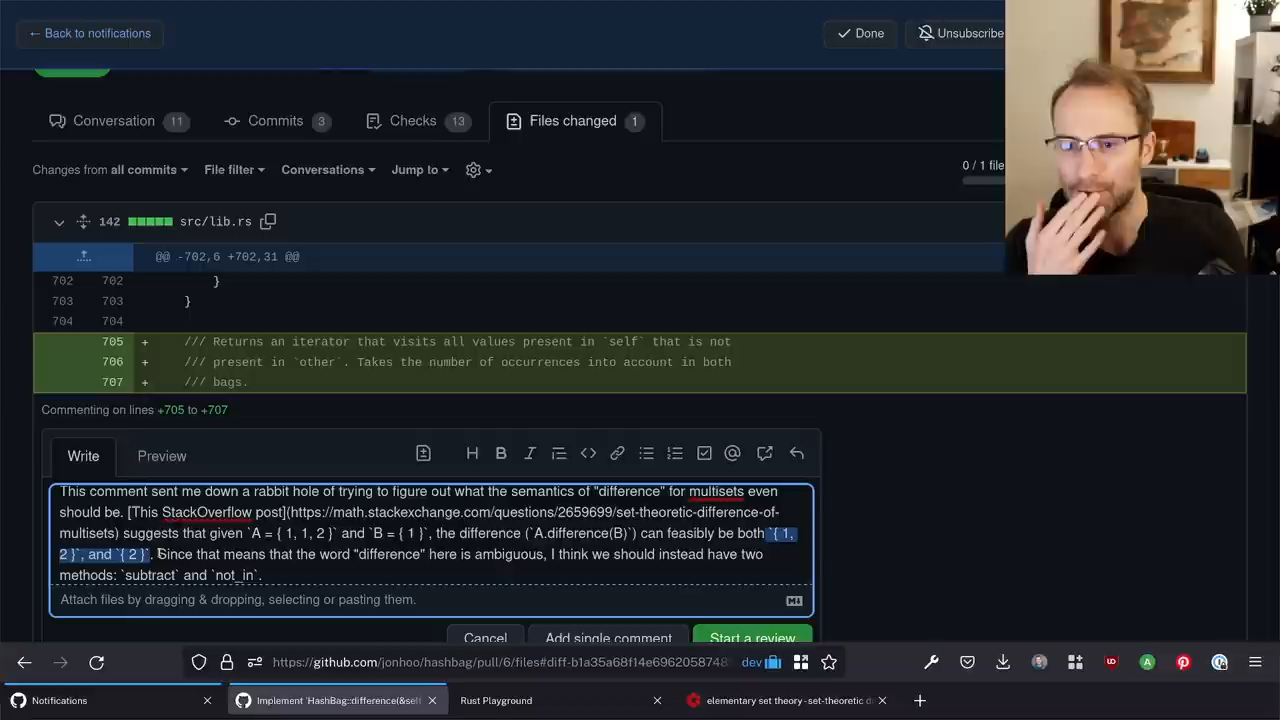 ← Back to notifications
Done
Unsubscribe
Conversation 11
Commits 3
Checks 13
Files changed 1
Changes from all commits
File filter
Conversations
Jump to
0 / 1 file
142
src/lib.rs
@@ -702,6 +702,31 @@
702 702 }
703 703 }
704 704
705 + /// Returns an iterator that visits all values present in `self` that is not
706 + /// present in `other`. Takes the number of occurrences into account in both
707 + /// bags.
Commenting on lines +705 to +707
Write
Preview
This comment sent me down a rabbit hole of trying to figure out what the semantics of "difference" for multisets even
should be. [This StackOverflow post](https://math.stackexchange.com/questions/2659699/set-theoretic-difference-of-
multisets) suggests that given `A = { 1, 1, 2 }` and `B = { 1 }`, the difference (`A.difference(B)`) can feasibly be both `{ 1,
2 }`, and `{ 2 }`. Since that means that the word "difference" here is ambiguous, I think we should instead have two
methods: `subtract` and `not_in`.
Attach files by dragging & dropping, selecting or pasting them.
Cancel
Add single comment
Start a review
https://github.com/jonhoo/hashbag/pull/6/files#diff-b1a35a68f14e6962058748
dev
Notifications
Implement `HashBag::difference(&self
Rust Playground
elementary set theory - set-theoretic di